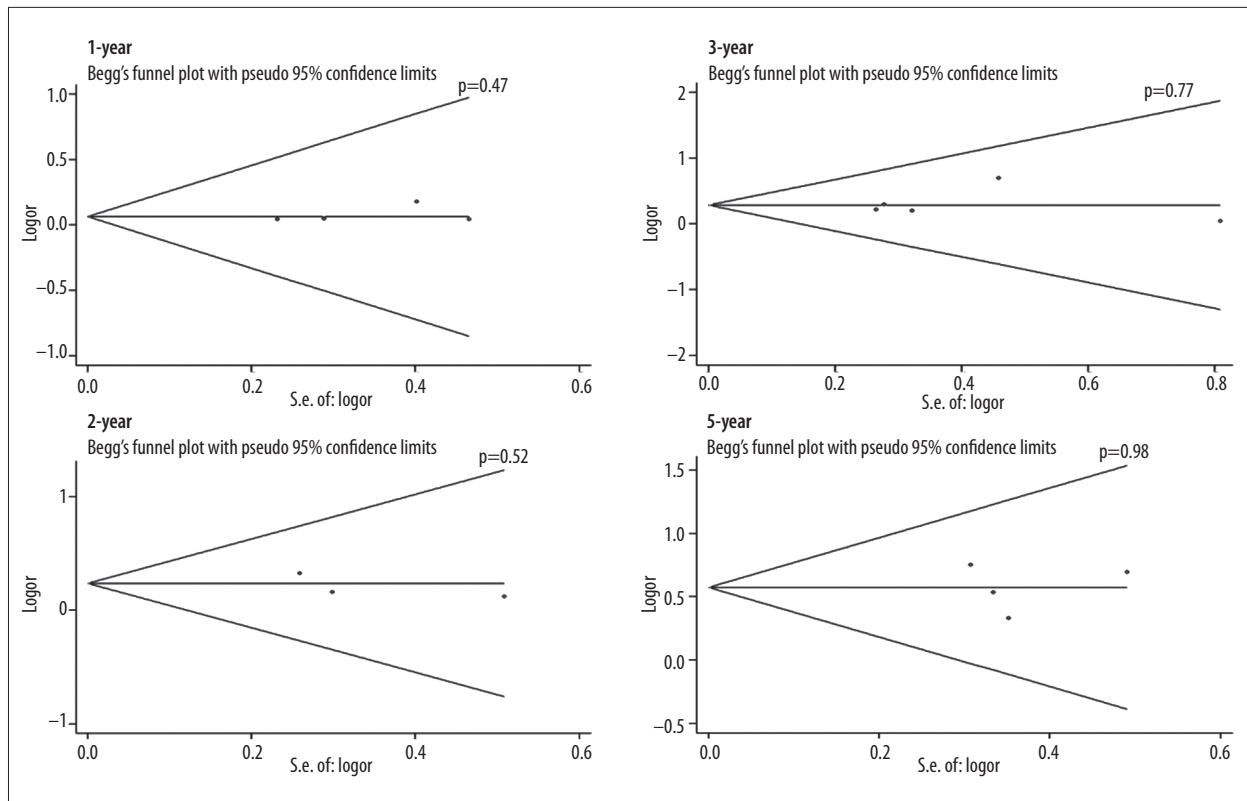 1-year
Begg's funnel plot with pseudo 95% confidence limits
p=0.47
1.0
0.5
0.0
−0.5
−1.0
Logor
0.0 0.2 0.4 0.6
S.e. of: logor
3-year
Begg's funnel plot with pseudo 95% confidence limits
p=0.77
2
1
0
−1
−2
Logor
0.0 0.2 0.4 0.6 0.8
S.e. of: logor
2-year
Begg's funnel plot with pseudo 95% confidence limits
p=0.52
1
0
−1
Logor
0.0 0.2 0.4 0.6
S.e. of: logor
5-year
Begg's funnel plot with pseudo 95% confidence limits
p=0.98
1.5
1.0
0.5
0.0
−0.5
Logor
0.0 0.2 0.4 0.6
S.e. of: logor